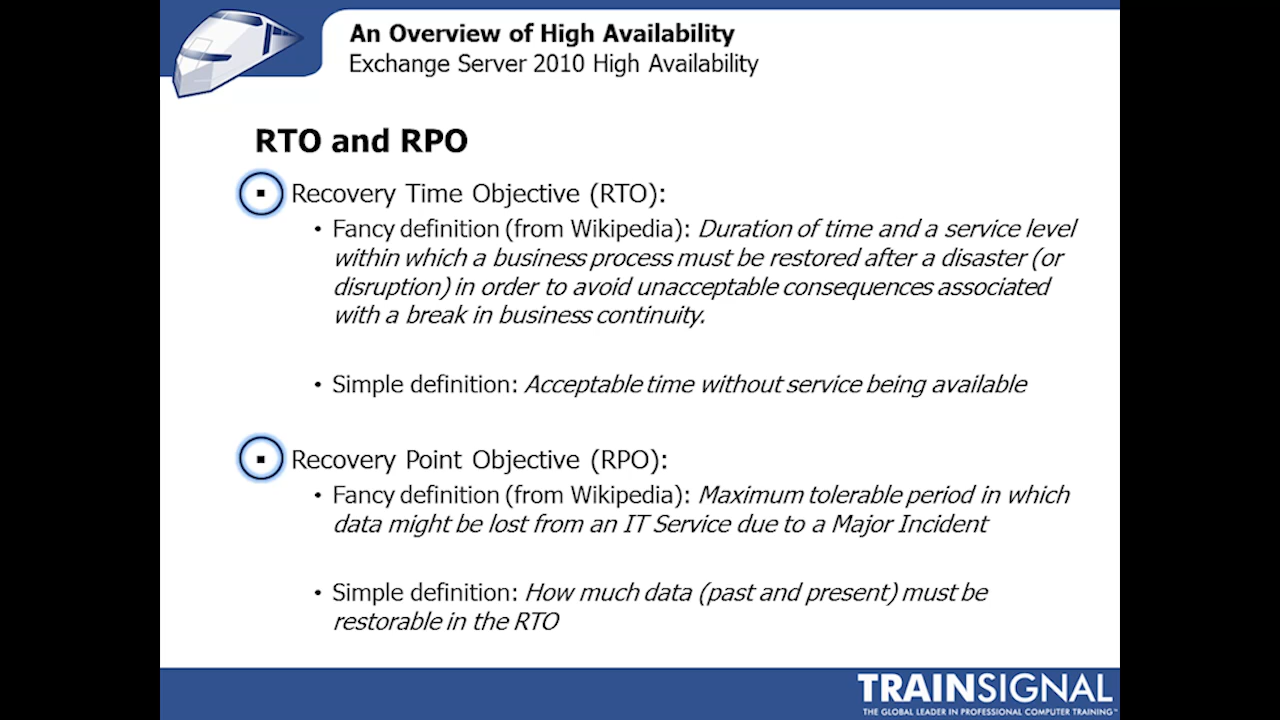 An Overview of High Availability
Exchange Server 2010 High Availability
RTO and RPO
▪ Recovery Time Objective (RTO):
• Fancy definition (from Wikipedia): Duration of time and a service level
within which a business process must be restored after a disaster (or
disruption) in order to avoid unacceptable consequences associated
with a break in business continuity.
• Simple definition: Acceptable time without service being available
▪ Recovery Point Objective (RPO):
• Fancy definition (from Wikipedia): Maximum tolerable period in which
data might be lost from an IT Service due to a Major Incident
• Simple definition: How much data (past and present) must be
restorable in the RTO
TRAINSIGNAL
THE GLOBAL LEADER IN PROFESSIONAL COMPUTER TRAINING™